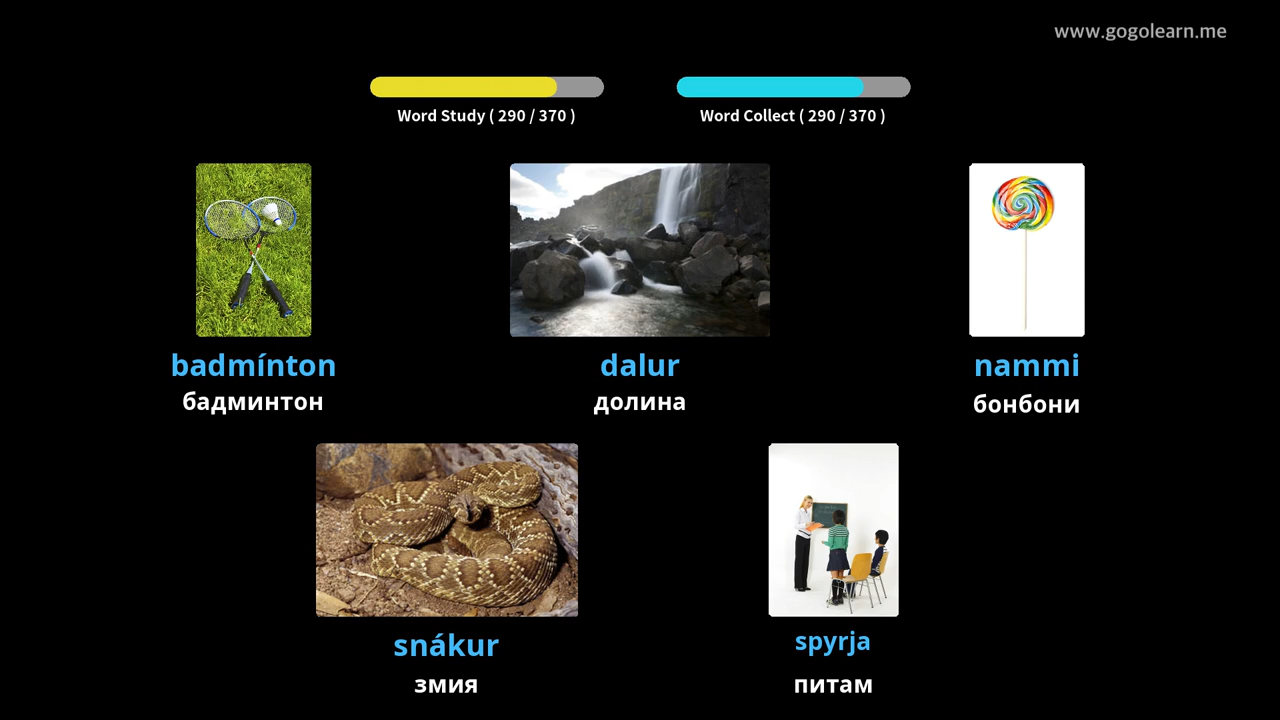 www.gogolearn.me
Word Study ( 290 / 370 )
Word Collect ( 290 / 370 )
badmínton
бадминтон
dalur
долина
nammi
бонбони
snákur
змия
spyrja
питам